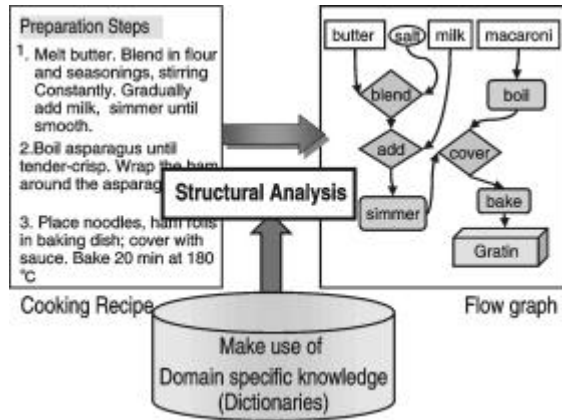 Preparation Steps
1. Melt butter. Blend in flour
and seasonings, stirring
Constantly. Gradually
add milk, simmer until
smooth.
2.Boil asparagus until
tender-crisp. Wrap the ham
around the asparag
3. Place noodles, ham rolls
in baking dish; cover with
sauce. Bake 20 min at 180
℃
Cooking Recipe
Structural Analysis
butter
salt
milk
macaroni
blend
boil
add
cover
simmer
bake
Gratin
Flow graph
Make use of
Domain specific knowledge
(Dictionaries)